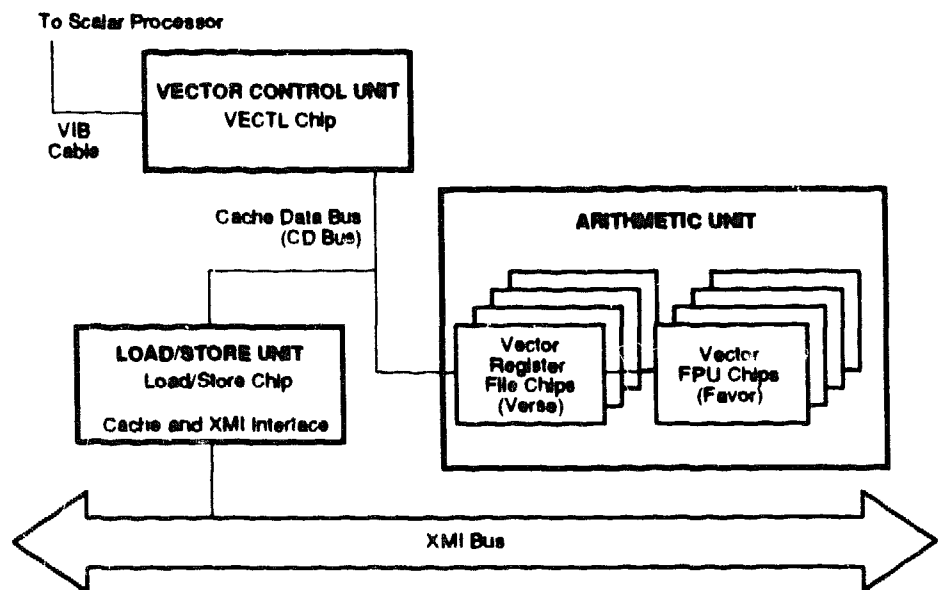 To Scalar Processor
VECTOR CONTROL UNIT
VECTL Chip
VIB
Cable
Cache Data Bus
(CD Bus)
ARITHMETIC UNIT
LOAD/STORE UNIT
Load/Store Chip
Cache and XMI Interface
Vector
Register
File Chips
(Verse)
Vector
FPU Chips
(Favor)
XMI Bus